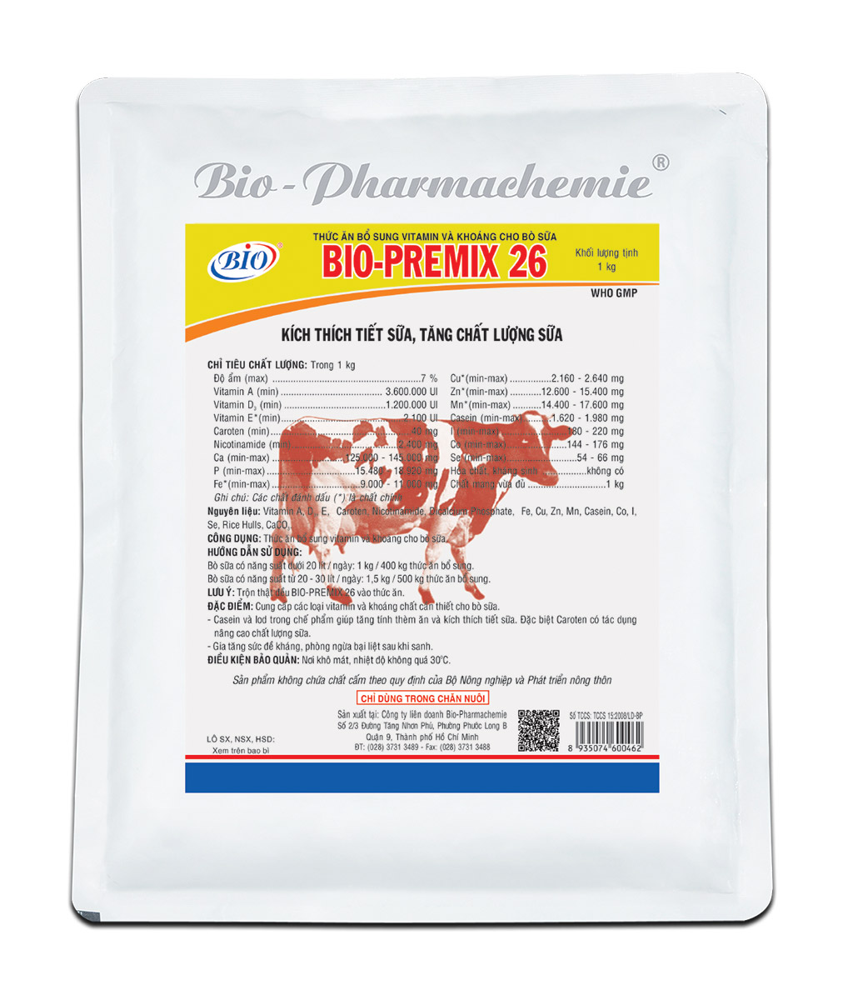 Bio-Pharmachemie®
THỨC ĂN BỔ SUNG VITAMIN VÀ KHOÁNG CHO BÒ SỮA
BIO®
BIO-PREMIX 26
Khối lượng tịnh
1 kg
WHO GMP
KÍCH THÍCH TIẾT SỮA, TĂNG CHẤT LƯỢNG SỮA
CHỈ TIÊU CHẤT LƯỢNG: Trong 1 kg
Độ ẩm (max) ............7 %
Vitamin A (min) ............ 3.600.000 UI
Vitamin D3 (min) ............1.200.000 UI
Vitamin E*(min)............ 2.100 UI
Caroten (min)............40 mg
Nicotinamide (min)............2.400 mg
Ca (min-max) ............125.000 - 145.000 mg
P (min-max) ............15.480 - 18.920 mg
Fe*(min-max)............9.000 - 11.000 mg
Ghi chú: Các chất đánh dấu (*) là chất chính
Cu*(min-max) ............2.160 - 2.640 mg
Zn*(min-max) ............12.600 - 15.400 mg
Mn*(min-max) ............14.400 - 17.600 mg
Casein (min-max)............1.620 - 1.980 mg
I (min-max)............180 - 220 mg
Co (min-max)............144 - 176 mg
Se (min-max)............54 - 66 mg
Hóa chất, kháng sinh ............không có
Chất mang vừa đủ ............1 kg
Nguyên liệu: Vitamin A, D3, E, Caroten, Nicotinamide, Dicalcium Phosphate, Fe, Cu, Zn, Mn, Casein, Co, I,
Se, Rice Hulls, CaCO3.
CÔNG DỤNG: Thức ăn bổ sung vitamin và khoáng cho bò sữa.
HƯỚNG DẪN SỬ DỤNG:
Bò sữa có năng suất dưới 20 lít / ngày: 1 kg / 400 kg thức ăn bổ sung.
Bò sữa có năng suất từ 20 - 30 lít / ngày: 1,5 kg / 500 kg thức ăn bổ sung.
LƯU Ý: Trộn thật đều BIO-PREMIX 26 vào thức ăn.
ĐẶC ĐIỂM: Cung cấp các loại vitamin và khoáng chất cần thiết cho bò sữa.
- Casein và Iod trong chế phẩm giúp tăng tính thèm ăn và kích thích tiết sữa. Đặc biệt Caroten có tác dụng
nâng cao chất lượng sữa.
- Gia tăng sức đề kháng, phòng ngừa bại liệt sau khi sanh.
ĐIỀU KIỆN BẢO QUẢN: Nơi khô mát, nhiệt độ không quá 30°C.
Sản phẩm không chứa chất cấm theo quy định của Bộ Nông nghiệp và Phát triển nông thôn
CHỈ DÙNG TRONG CHĂN NUÔI
Sản xuất tại: Công ty liên doanh Bio-Pharmachemie
Số 2/3 Đường Tăng Nhơn Phú, Phường Phước Long B
Quận 9, Thành phố Hồ Chí Minh
ĐT: (028) 3731 3489 - Fax: (028) 3731 3488
LÔ SX, NSX, HSD:
Xem trên bao bì
Số TCCS: TCCS 15:2008/LD-BP
8 935074 600462